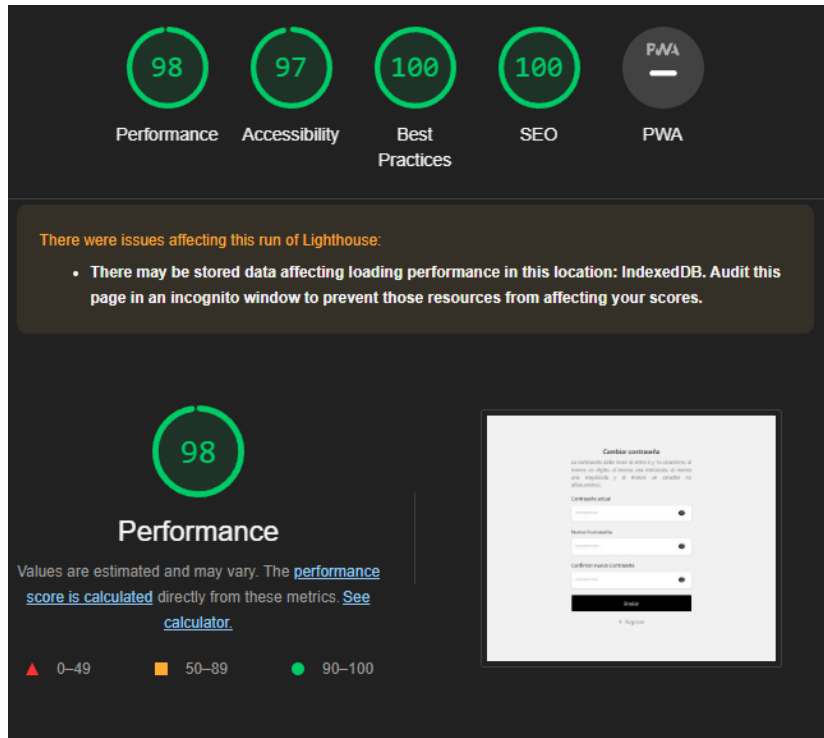 98
97
100
100
PWA
Performance
Accessibility
Best
Practices
SEO
PWA
There were issues affecting this run of Lighthouse:
• There may be stored data affecting loading performance in this location: IndexedDB. Audit this
page in an incognito window to prevent those resources from affecting your scores.
98
Performance
Values are estimated and may vary. The performance
score is calculated directly from these metrics. See
calculator.
0–49
50–89
90–100
Cambiar contraseña
Contraseña actual
Nueva Contraseña
Confirmar nueva Contraseña
Enviar
Regresar